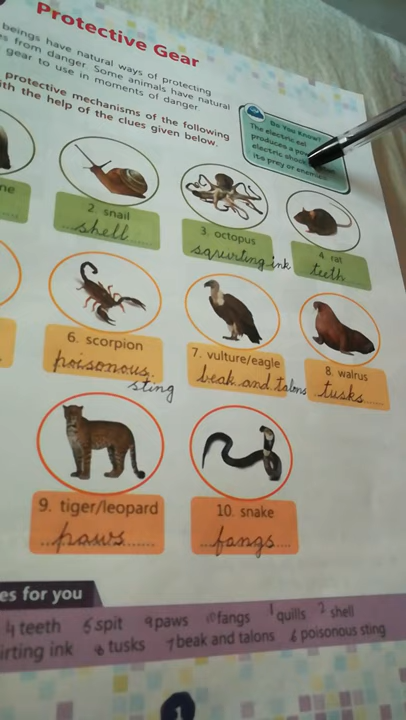 Protective Gear
beings have natural ways of protecting
from danger. Some animals have natural
gear to use in moments of danger.
protective mechanisms of the following
with the help of the clues given below.
Do You Know?
The electric eel
produces a
electric shock
its prey or enemies.
ne
2. snail
shell
3. octopus
squirting ink
4. rat
teeth
6. scorpion
poisonous
sting
7. vulture/eagle
beak and talons
8. walrus
tusks
9. tiger/leopard
paws
10. snake
fangs
es for you
4 teeth 5 spit 9 paws 10 fangs 1 quills 2 shell
irting ink 8 tusks 7 beak and talons 6 poisonous sting
1